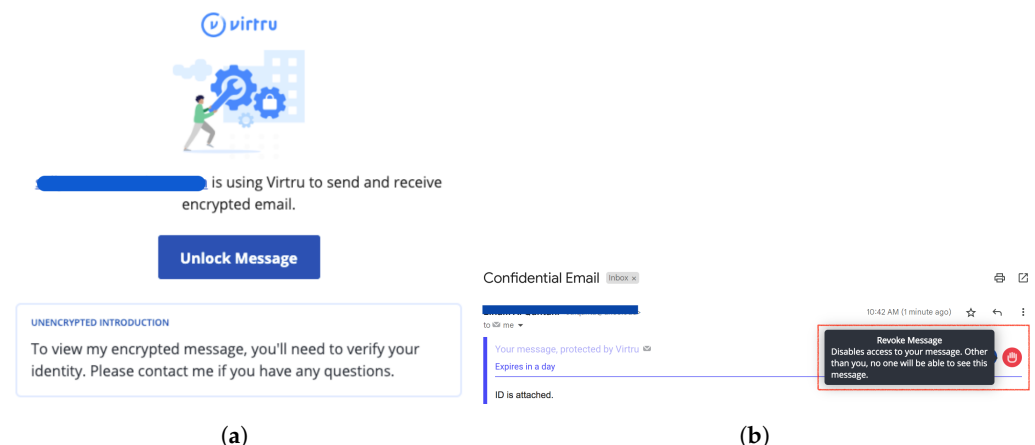 virtru
is using Virtru to send and receive
encrypted email.
Unlock Message
UNENCRYPTED INTRODUCTION
To view my encrypted message, you'll need to verify your
identity. Please contact me if you have any questions.
(a)
Confidential Email Inbox ×
10:42 AM (1 minute ago)
to me
Your message, protected by Virtru
Expires in a day
Revoke Message
Disables access to your message. Other
than you, no one will be able to see this
message.
ID is attached.
(b)